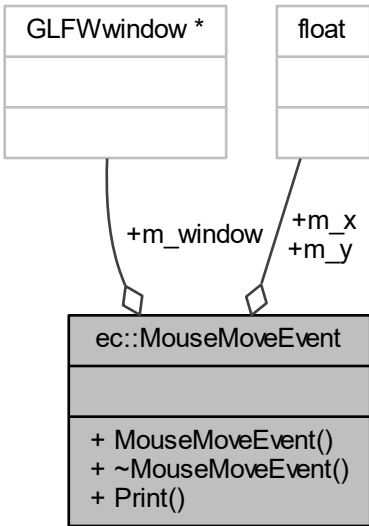 GLFWwindow *
float
+m_window
+m_x
+m_y
ec::MouseMoveEvent
+ MouseMoveEvent()
+ ~MouseMoveEvent()
+ Print()